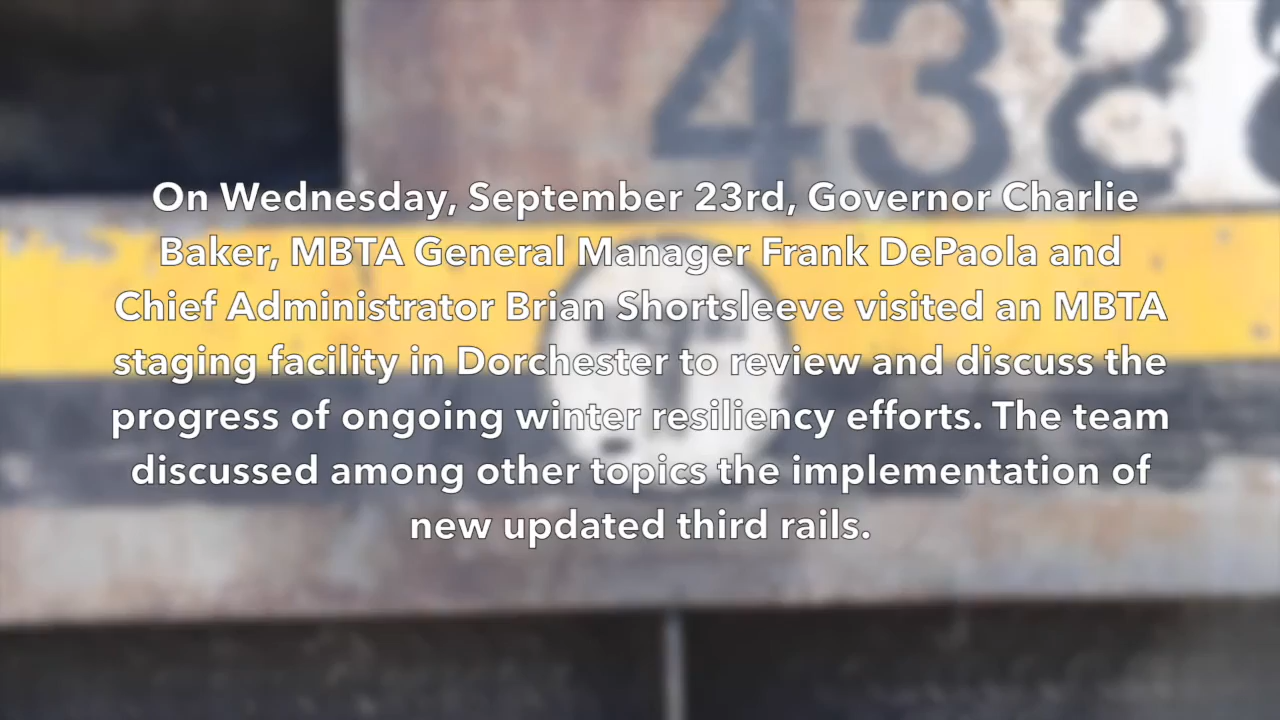 438
On Wednesday, September 23rd, Governor Charlie
Baker, MBTA General Manager Frank DePaola and
Chief Administrator Brian Shortsleeve visited an MBTA
staging facility in Dorchester to review and discuss the
progress of ongoing winter resiliency efforts. The team
discussed among other topics the implementation of
new updated third rails.
T